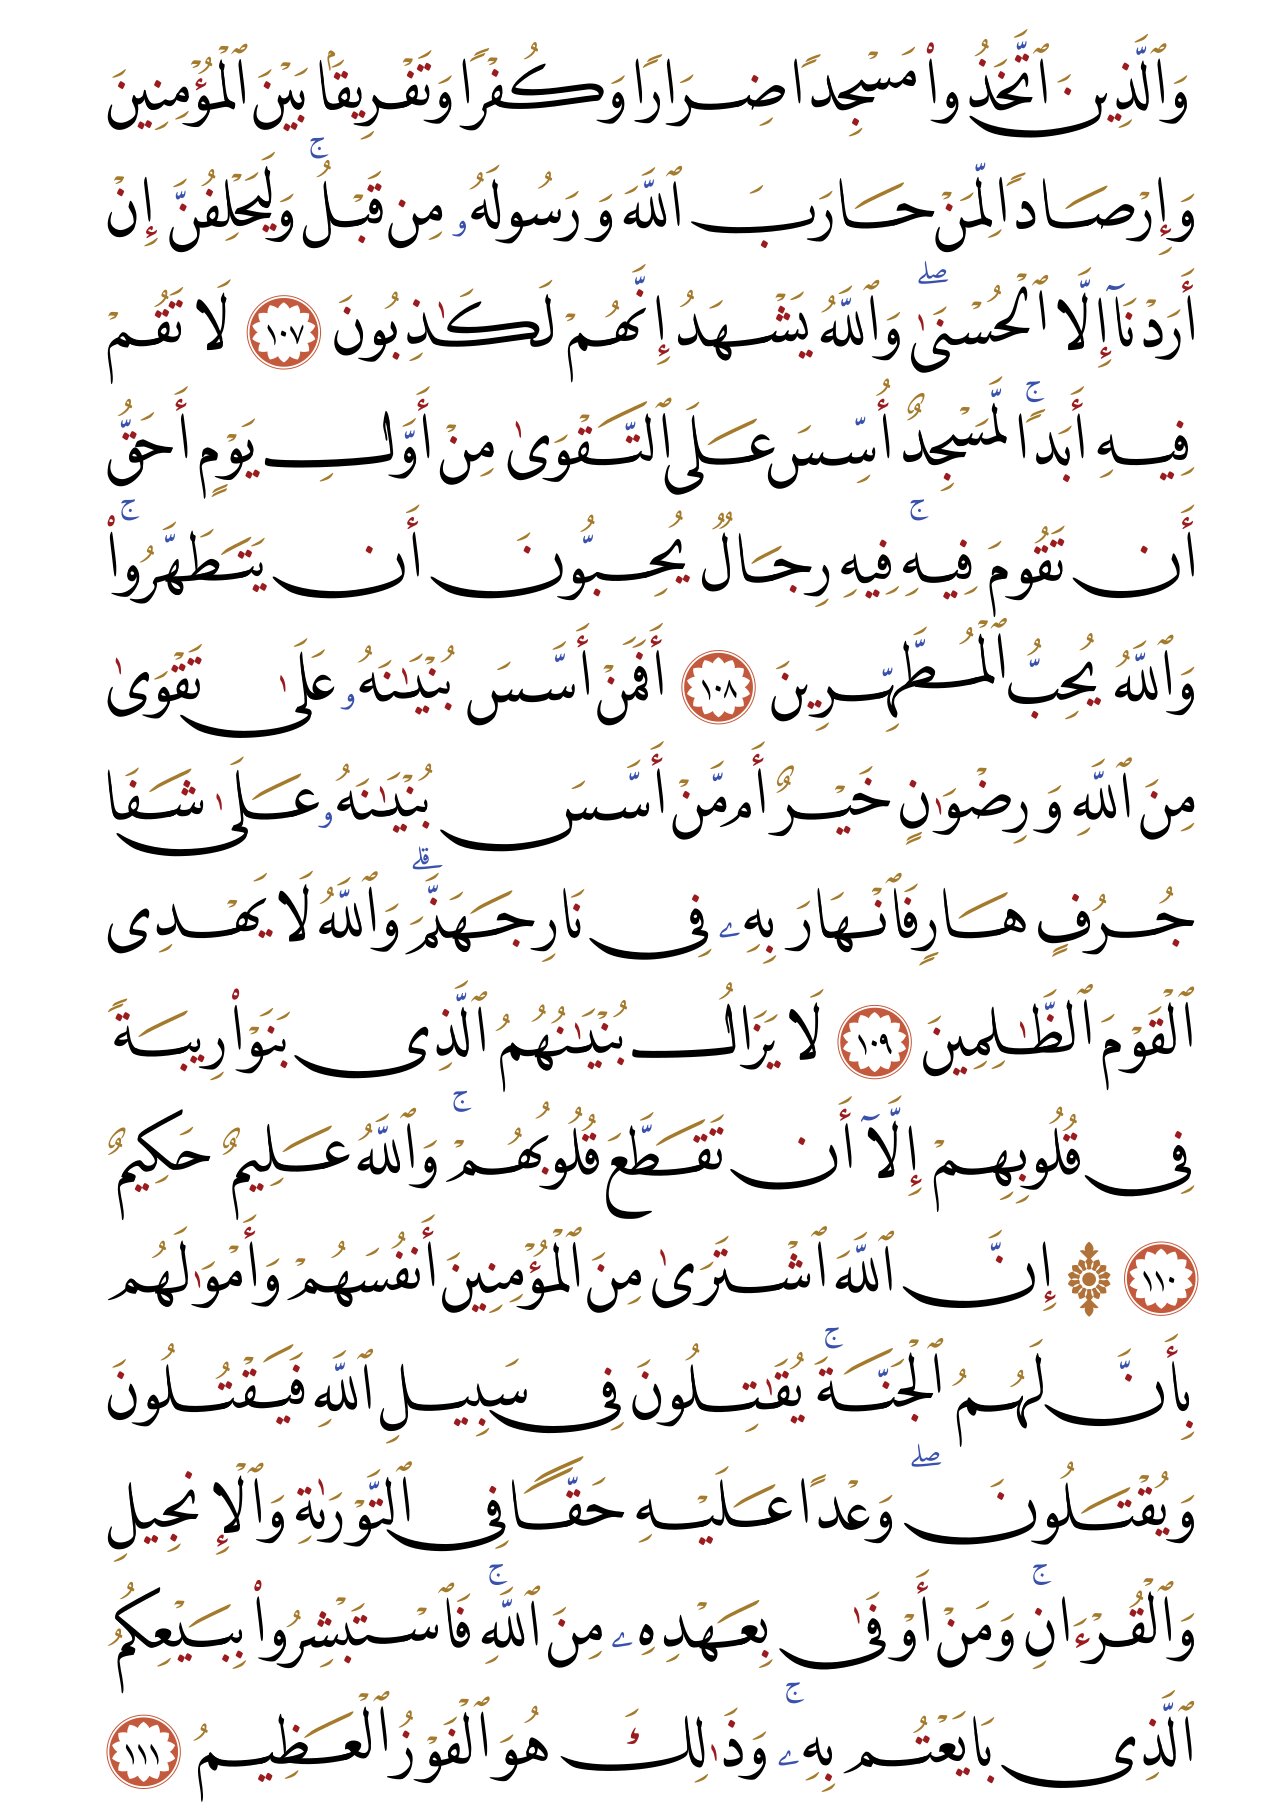 وَٱلَّذِينَ ٱتَّخَذُوا۟ مَسْجِدًا ضِرَارًا وَكُفْرًا وَتَفْرِيقًۢا بَيْنَ ٱلْمُؤْمِنِينَ
وَإِرْصَادًا لِّمَنْ حَارَبَ ٱللَّهَ وَرَسُولَهُۥ مِن قَبْلُ ۚ وَلَيَحْلِفُنَّ إِنْ
أَرَدْنَآ إِلَّا ٱلْحُسْنَىٰ ۖ وَٱللَّهُ يَشْهَدُ إِنَّهُمْ لَكَـٰذِبُونَ ١٠٧ لَا تَقُمْ
فِيهِ أَبَدًا ۚ لَّمَسْجِدٌ أُسِّسَ عَلَى ٱلتَّقْوَىٰ مِنْ أَوَّلِ يَوْمٍ أَحَقُّ
أَن تَقُومَ فِيهِ ۚ فِيهِ رِجَالٌ يُحِبُّونَ أَن يَتَطَهَّرُوا۟ ۚ
وَٱللَّهُ يُحِبُّ ٱلْمُطَّهِّرِينَ ١٠٨ أَفَمَنْ أَسَّسَ بُنْيَـٰنَهُۥ عَلَىٰ تَقْوَىٰ
مِنَ ٱللَّهِ وَرِضْوَٰنٍ خَيْرٌ أَم مَّنْ أَسَّسَ بُنْيَـٰنَهُۥ عَلَىٰ شَفَا
جُرُفٍ هَارٍ فَٱنْهَارَ بِهِۦ فِى نَارِ جَهَنَّمَ ۗ وَٱللَّهُ لَا يَهْدِى
ٱلْقَوْمَ ٱلظَّـٰلِمِينَ ١٠٩ لَا يَزَالُ بُنْيَـٰنُهُمُ ٱلَّذِى بَنَوْا۟ رِيبَةً
فِى قُلُوبِهِمْ إِلَّآ أَن تَقَطَّعَ قُلُوبُهُمْ ۗ وَٱللَّهُ عَلِيمٌ حَكِيمٌ
١١٠ ۞ إِنَّ ٱللَّهَ ٱشْتَرَىٰ مِنَ ٱلْمُؤْمِنِينَ أَنفُسَهُمْ وَأَمْوَٰلَهُم
بِأَنَّ لَهُمُ ٱلْجَنَّةَ ۚ يُقَـٰتِلُونَ فِى سَبِيلِ ٱللَّهِ فَيَقْتُلُونَ
وَيُقْتَلُونَ ۖ وَعْدًا عَلَيْهِ حَقًّا فِى ٱلتَّوْرَىٰةِ وَٱلْإِنجِيلِ
وَٱلْقُرْءَانِ ۚ وَمَنْ أَوْفَىٰ بِعَهْدِهِۦ مِنَ ٱللَّهِ ۚ فَٱسْتَبْشِرُوا۟ بِبَيْعِكُمُ
ٱلَّذِى بَايَعْتُم بِهِۦ ۚ وَذَٰلِكَ هُوَ ٱلْفَوْزُ ٱلْعَظِيمُ ١١١